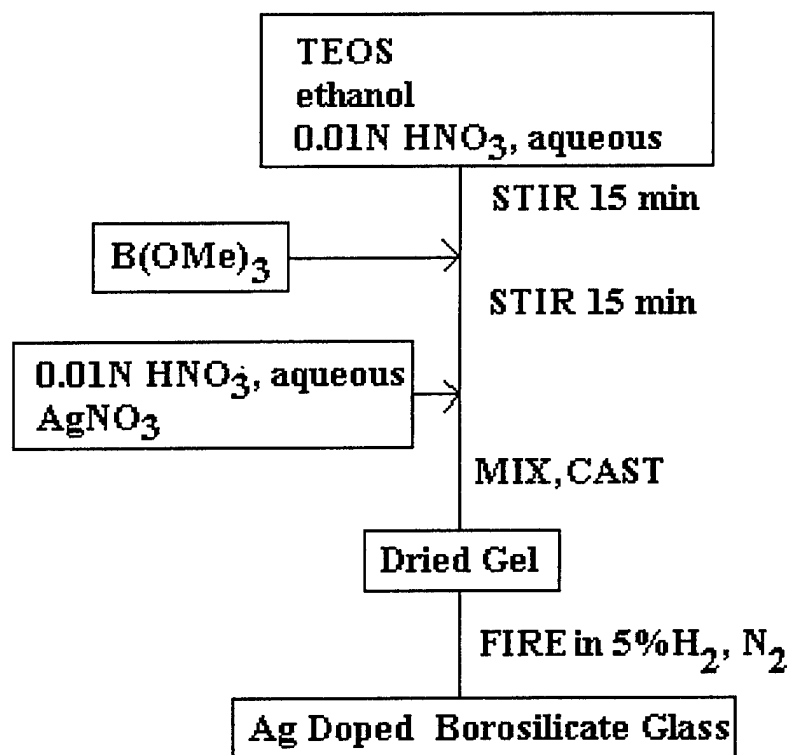 TEOS
ethanol
0.01N HNO3, aqueous
STIR 15 min
B(OMe)3
STIR 15 min
0.01N HNO3, aqueous
AgNO3
MIX, CAST
Dried Gel
FIRE in 5%H2, N2
Ag Doped Borosilicate Glass